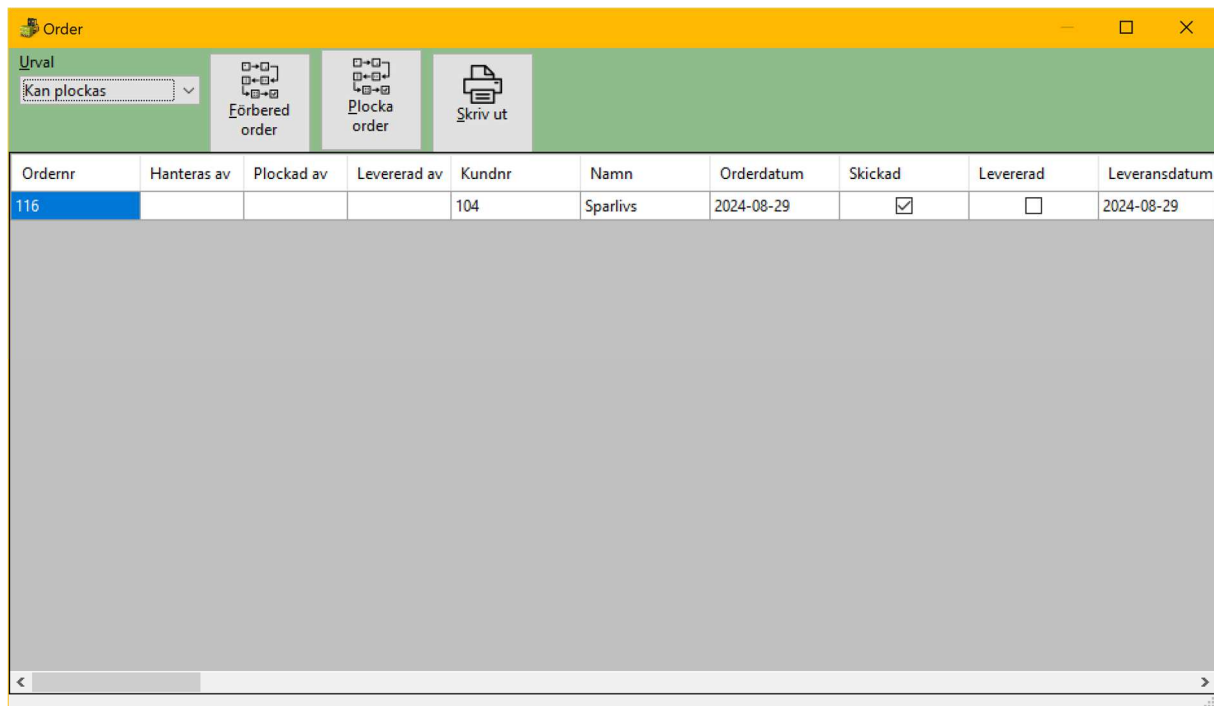 Order
Urval
Kan plockas
Förbered
order
Plocka
order
Skriv ut
Ordernr Hanteras av Plockad av Levererad av Kundnr Namn Orderdatum Skickad Levererad Leveransdatum
116 104 Sparlivs 2024-08-29 2024-08-29